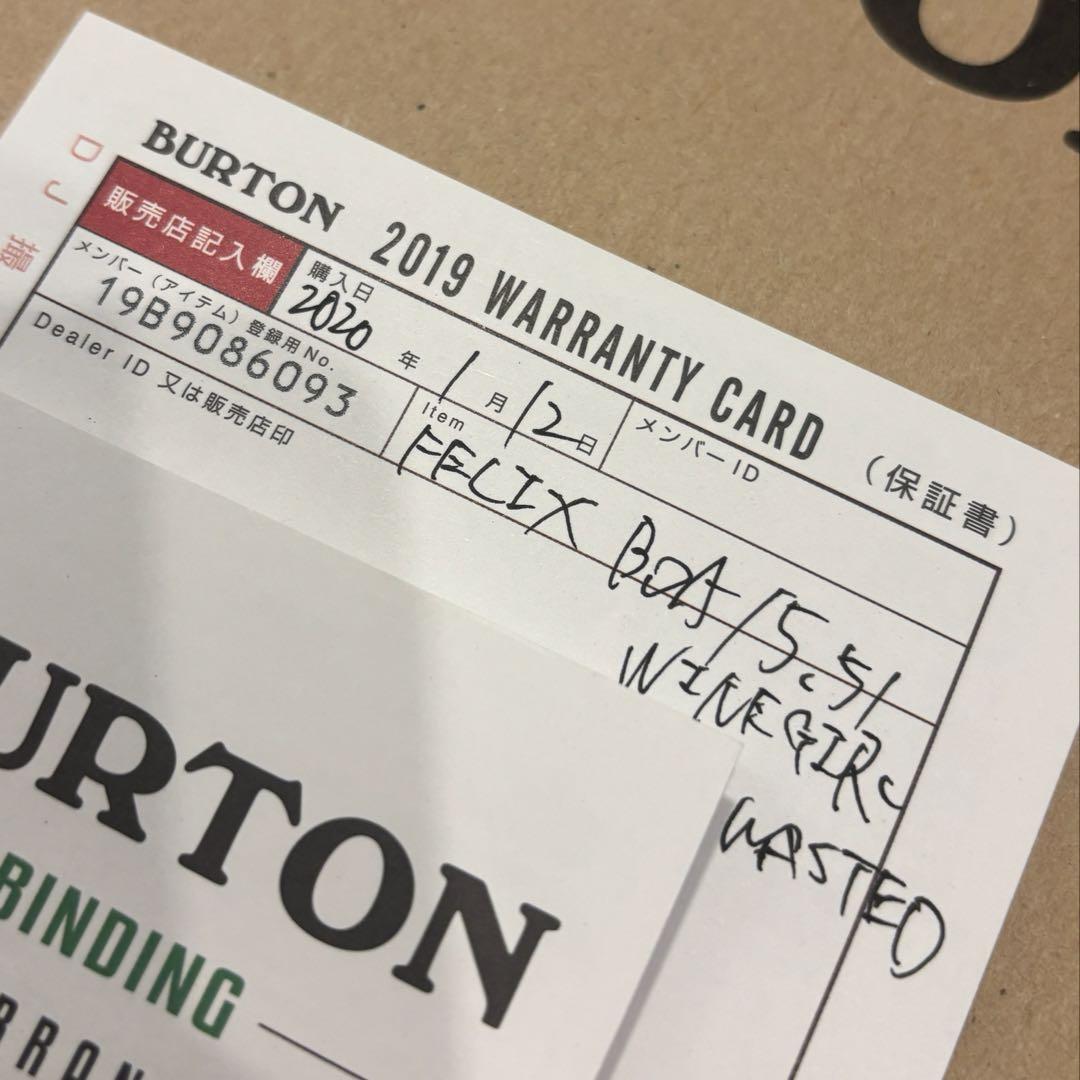 BURTON 2019 WARRANTY CARD (保証書)
販売店記入欄
購入日
2020 年 1 月 12 日
メンバーID
メンバー(アイテム)登録用No.
19B9086093
Item
FELIX BOA / 5.5 /
WINEGIRL
WASTED
Dealer ID 又は販売店印
D J
BURTON
BINDING